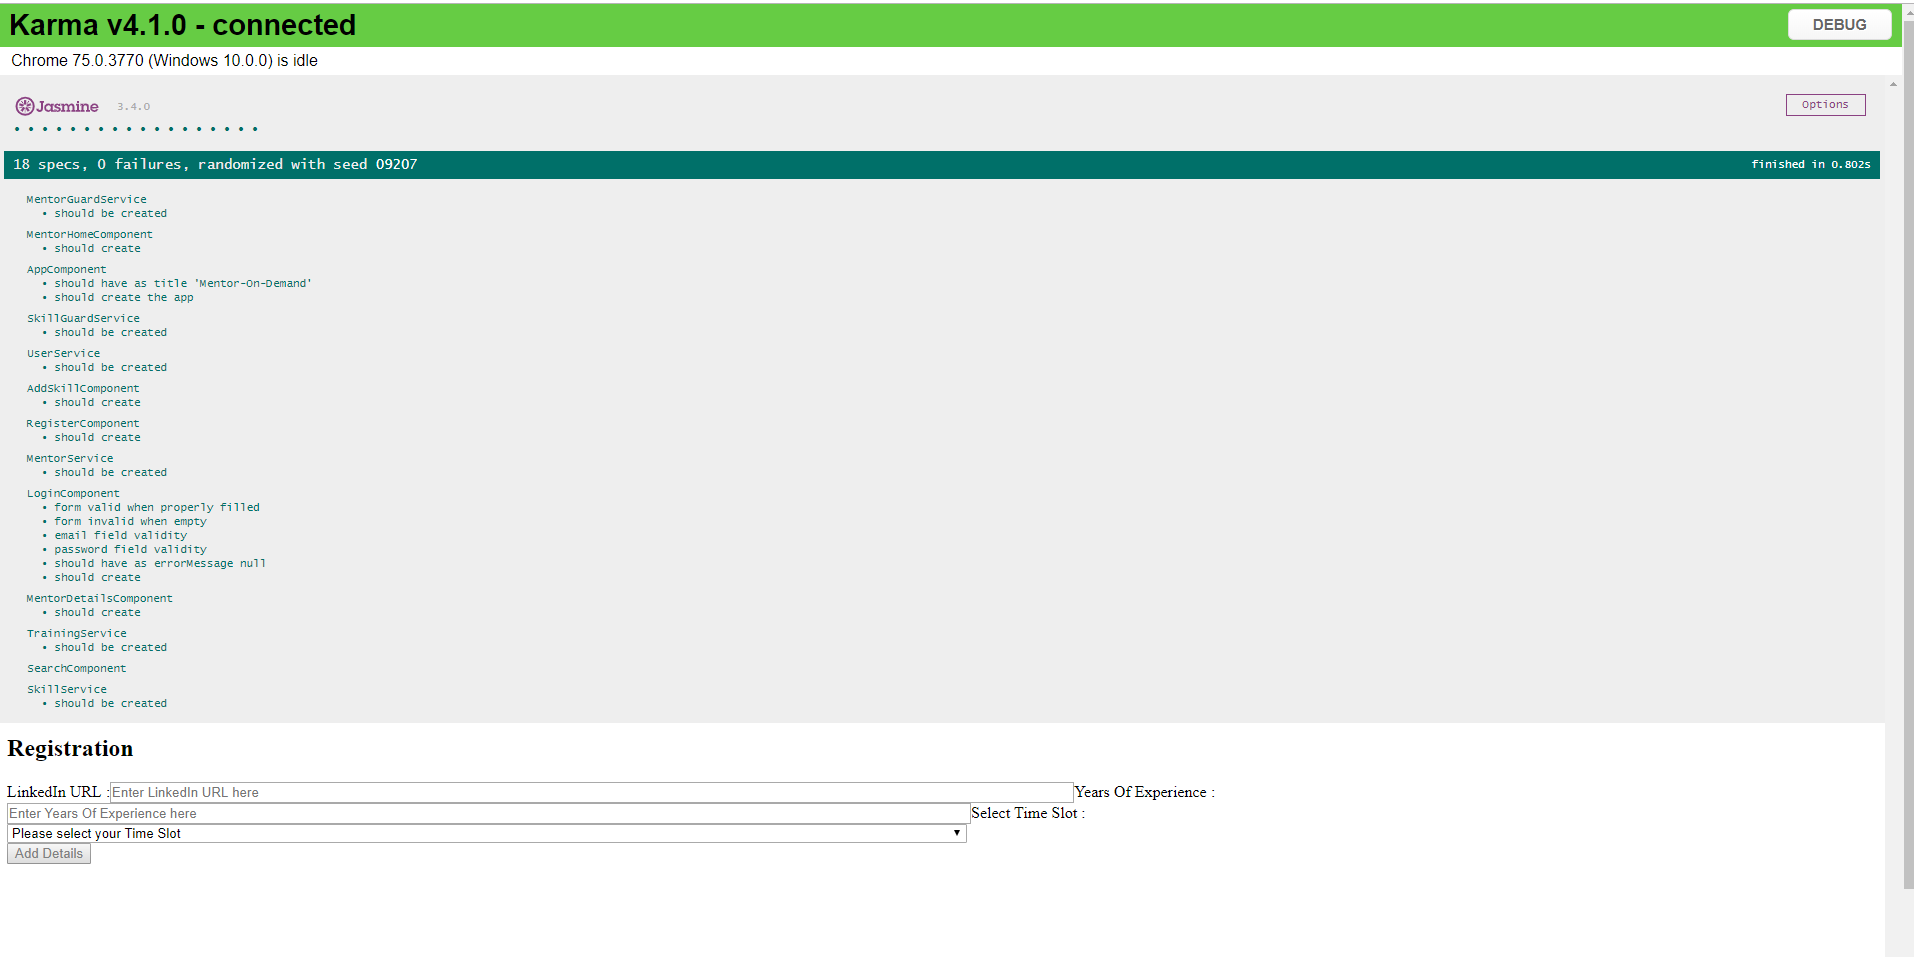 Karma v4.1.0 - connected
DEBUG
Chrome 75.0.3770 (Windows 10.0.0) is idle
Jasmine 3.4.0
Options
18 specs, 0 failures, randomized with seed 09207
finished in 0.802s
MentorGuardService
• should be created
MentorHomeComponent
• should create
AppComponent
• should have as title 'Mentor-On-Demand'
• should create the app
SkillGuardService
• should be created
UserService
• should be created
AddSkillComponent
• should create
RegisterComponent
• should create
MentorService
• should be created
LoginComponent
• form valid when properly filled
• form invalid when empty
• email field validity
• password field validity
• should have as errorMessage null
• should create
MentorDetailsComponent
• should create
TrainingService
• should be created
SearchComponent
SkillService
• should be created
Registration
LinkedIn URL : Enter LinkedIn URL here Years Of Experience :
Enter Years Of Experience here Select Time Slot :
Please select your Time Slot
Add Details